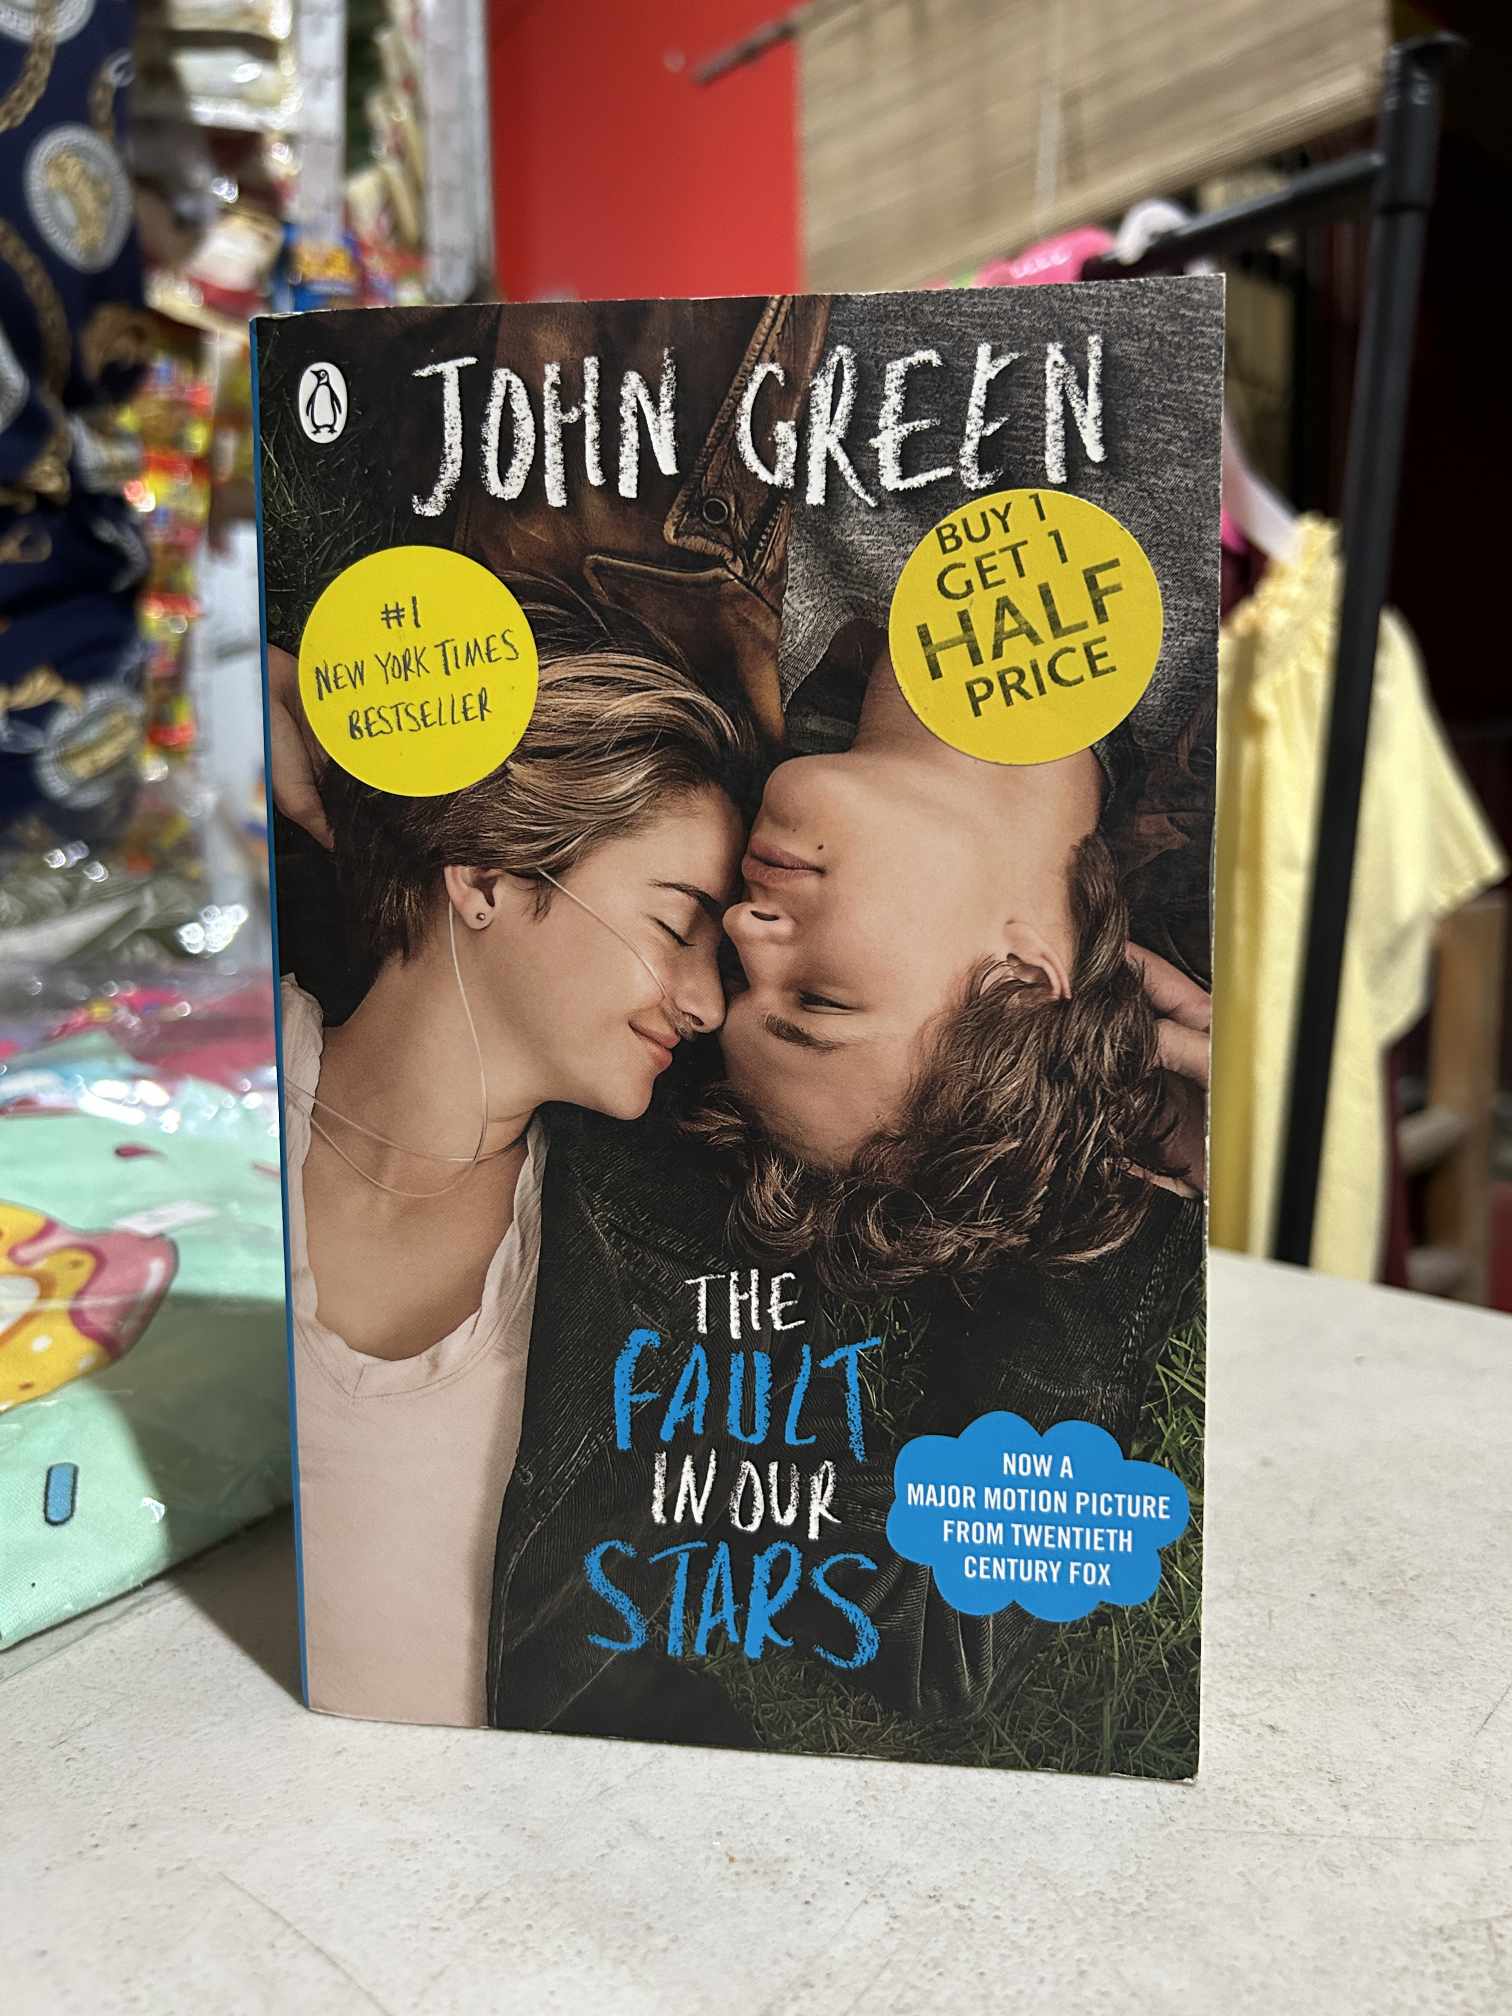 JOHN GREEN
#1
NEW YORK TIMES
BESTSELLER
BUY 1
GET 1
HALF
PRICE
THE
FAULT
IN OUR
STARS
NOW A
MAJOR MOTION PICTURE
FROM TWENTIETH
CENTURY FOX